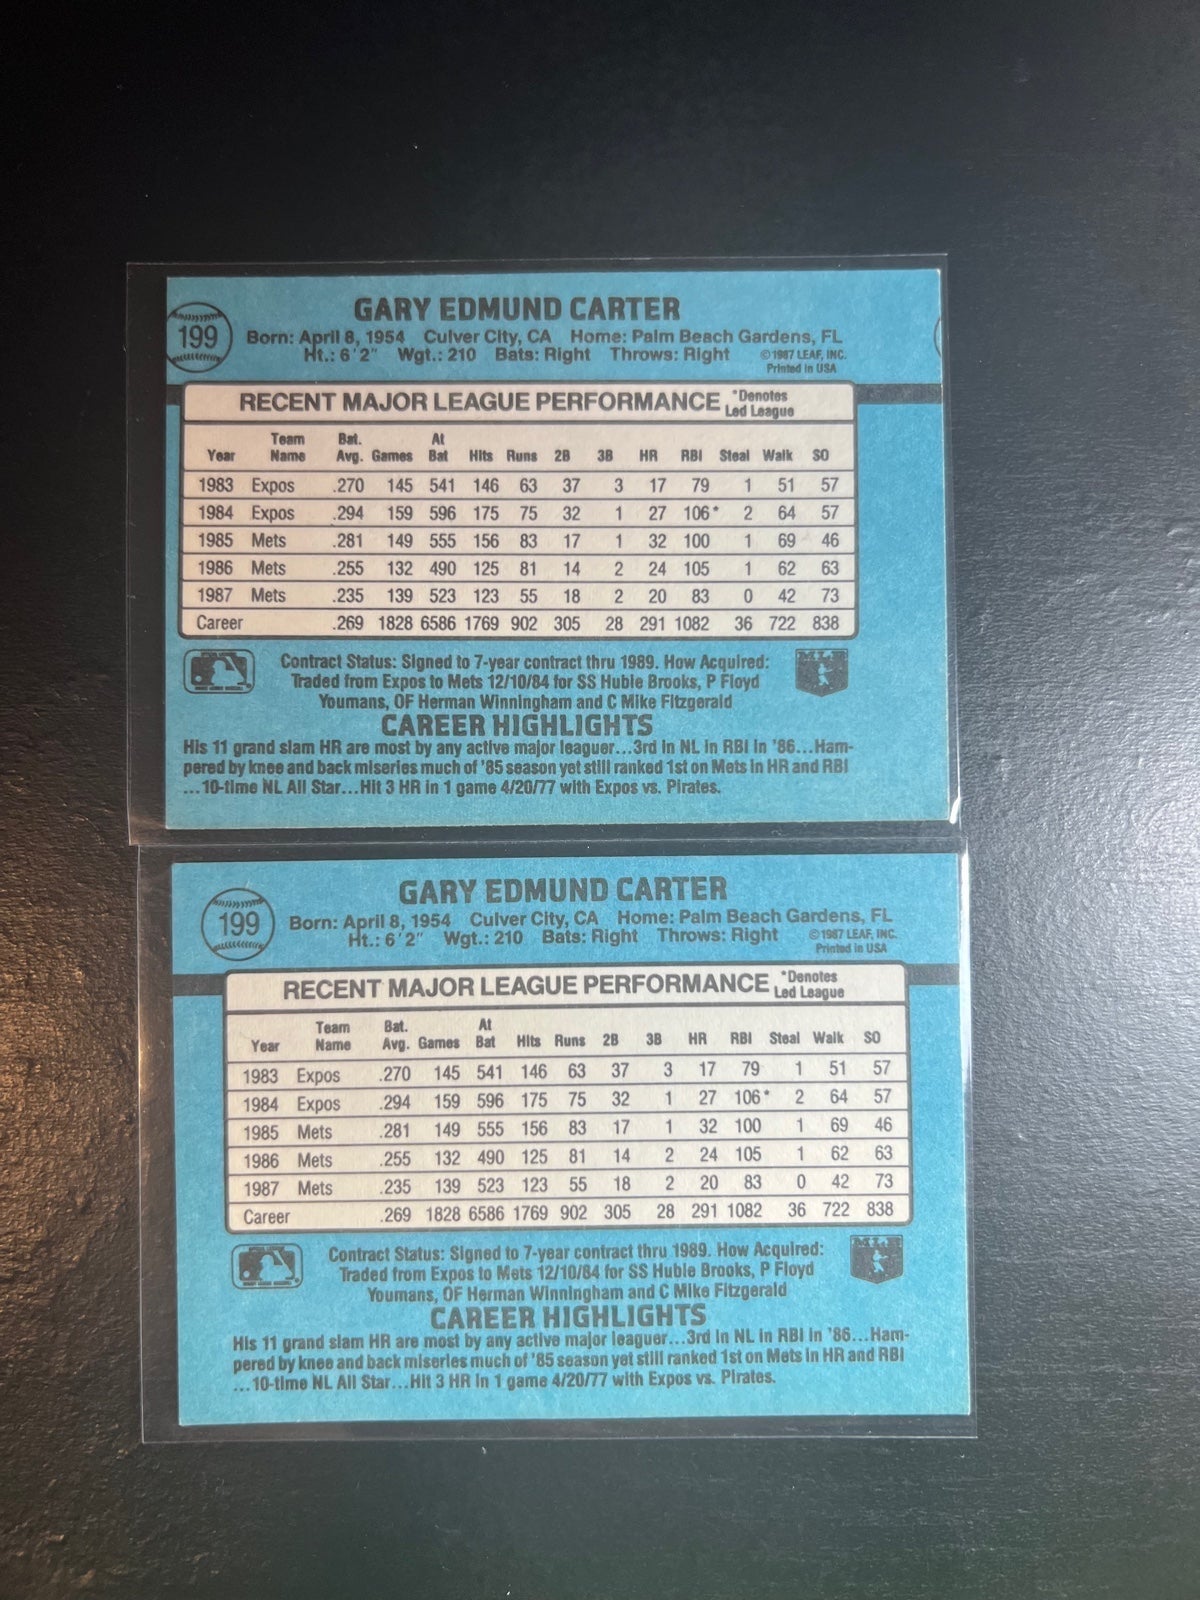 GARY EDMUND CARTER
199
Born: April 8, 1954 Culver City, CA Home: Palm Beach Gardens, FL
Ht.: 6'2" Wgt.: 210 Bats: Right Throws: Right ©1987 LEAF, INC.
Printed in USA
RECENT MAJOR LEAGUE PERFORMANCE *Denotes
Led League
Year Team Name Bat. Avg. Games At Bat Hits Runs 2B 3B HR RBI Steal Walk SO
1983 Expos .270 145 541 146 63 37 3 17 79 1 51 57
1984 Expos .294 159 596 175 75 32 1 27 106* 2 64 57
1985 Mets .281 149 555 156 83 17 1 32 100 1 69 46
1986 Mets .255 132 490 125 81 14 2 24 105 1 62 63
1987 Mets .235 139 523 123 55 18 2 20 83 0 42 73
Career .269 1828 6586 1769 902 305 28 291 1082 36 722 838
Contract Status: Signed to 7-year contract thru 1989. How Acquired:
Traded from Expos to Mets 12/10/84 for SS Hubie Brooks, P Floyd
Youmans, OF Herman Winningham and C Mike Fitzgerald
MLB
CAREER HIGHLIGHTS
His 11 grand slam HR are most by any active major leaguer...3rd in NL in RBI in '86...Ham-
pered by knee and back miseries much of '85 season yet still ranked 1st on Mets in HR and RBI
...10-time NL All Star...Hit 3 HR in 1 game 4/20/77 with Expos vs. Pirates.
GARY EDMUND CARTER
199
Born: April 8, 1954 Culver City, CA Home: Palm Beach Gardens, FL
Ht.: 6'2" Wgt.: 210 Bats: Right Throws: Right ©1987 LEAF, INC.
Printed in USA
RECENT MAJOR LEAGUE PERFORMANCE *Denotes
Led League
Year Team Name Bat. Avg. Games At Bat Hits Runs 2B 3B HR RBI Steal Walk SO
1983 Expos .270 145 541 146 63 37 3 17 79 1 51 57
1984 Expos .294 159 596 175 75 32 1 27 106* 2 64 57
1985 Mets .281 149 555 156 83 17 1 32 100 1 69 46
1986 Mets .255 132 490 125 81 14 2 24 105 1 62 63
1987 Mets .235 139 523 123 55 18 2 20 83 0 42 73
Career .269 1828 6586 1769 902 305 28 291 1082 36 722 838
Contract Status: Signed to 7-year contract thru 1989. How Acquired:
Traded from Expos to Mets 12/10/84 for SS Hubie Brooks, P Floyd
Youmans, OF Herman Winningham and C Mike Fitzgerald
MLB
CAREER HIGHLIGHTS
His 11 grand slam HR are most by any active major leaguer...3rd in NL in RBI in '86...Ham-
pered by knee and back miseries much of '85 season yet still ranked 1st on Mets in HR and RBI
...10-time NL All Star...Hit 3 HR in 1 game 4/20/77 with Expos vs. Pirates.